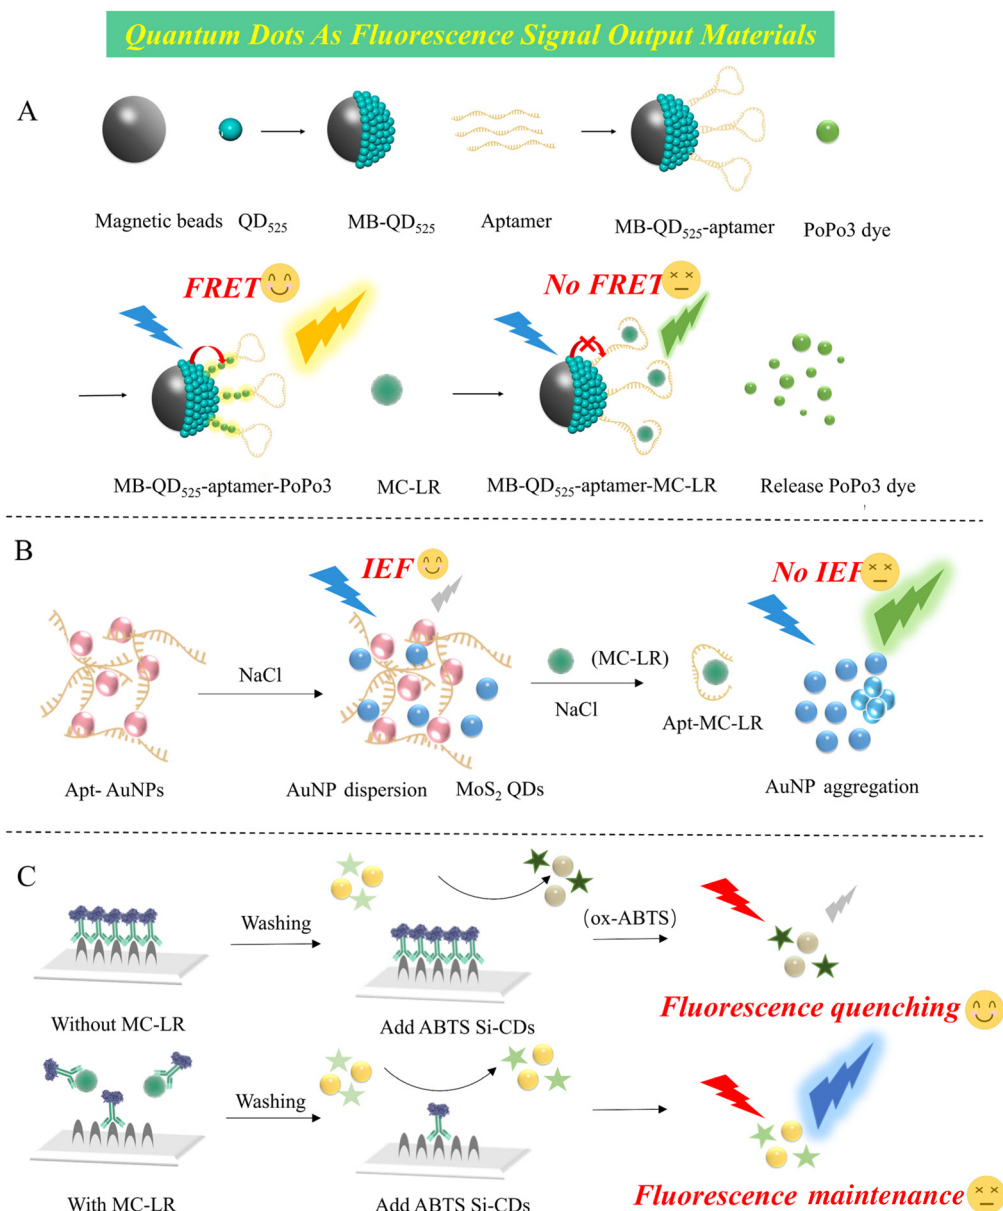 Quantum Dots As Fluorescence Signal Output Materials
A
Magnetic beads QD₅₂₅ MB-QD₅₂₅ Aptamer MB-QD₅₂₅-aptamer PoPo3 dye
FRET No FRET
MB-QD₅₂₅-aptamer-PoPo3 MC-LR MB-QD₅₂₅-aptamer-MC-LR Release PoPo3 dye
B
IEF No IEF
NaCl (MC-LR)
NaCl Apt-MC-LR
Apt- AuNPs AuNP dispersion MoS₂ QDs AuNP aggregation
C
Washing (ox-ABTS)
Without MC-LR Add ABTS Si-CDs Fluorescence quenching
Washing
With MC-LR Add ABTS Si-CDs Fluorescence maintenance